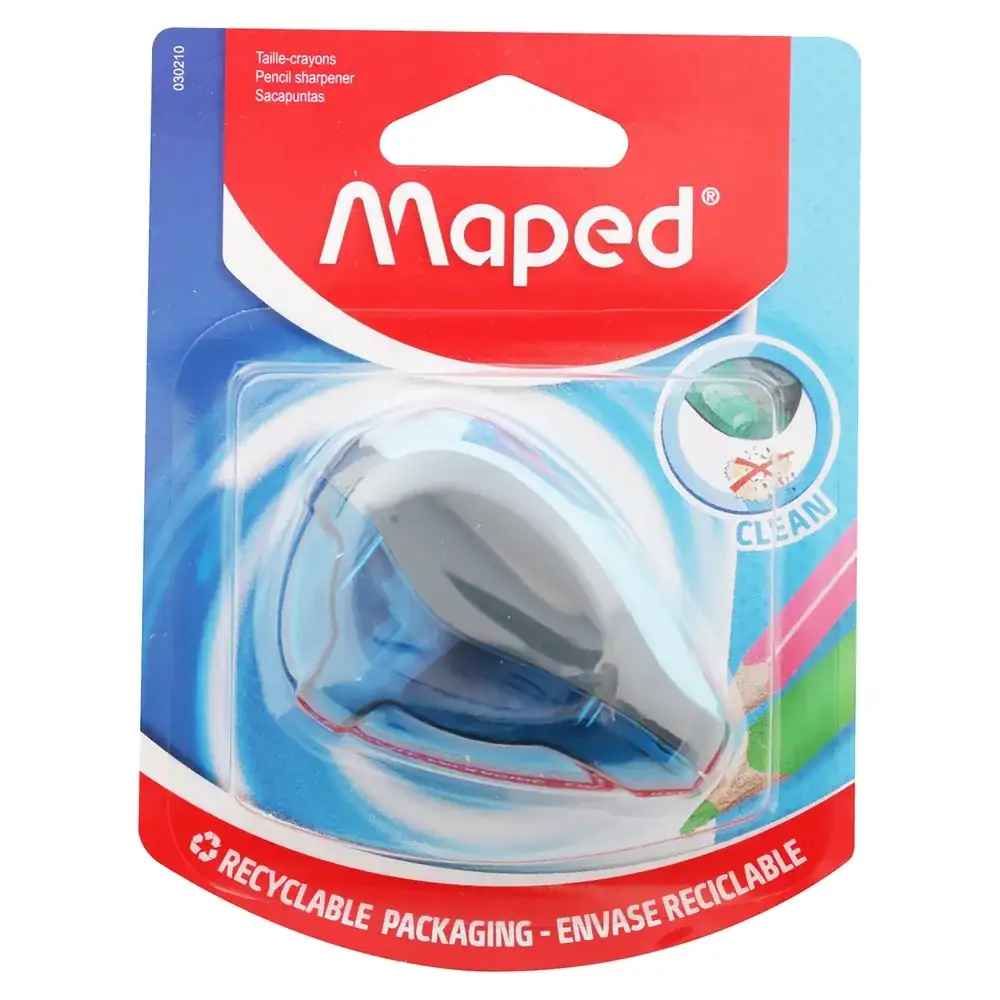 030210
Taille-crayons
Pencil sharpener
Sacapuntas
Maped®
CLEAN
RECYCLABLE PACKAGING - ENVASE RECICLABLE